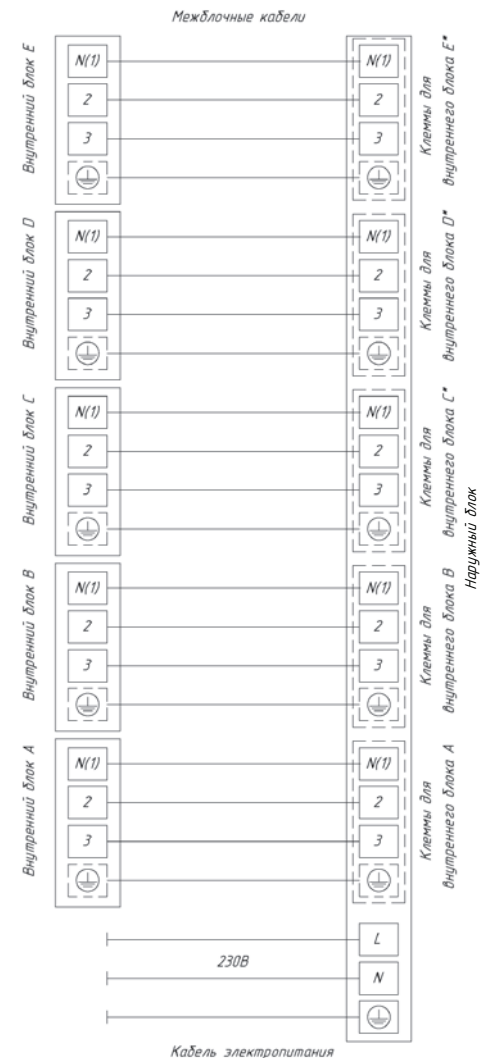 Межблочные кабели
Внутренний блок E
N(1)
2
3
N(1)
2
3
Клеммы для
внутреннего блока E*
Внутренний блок D
N(1)
2
3
N(1)
2
3
Клеммы для
внутреннего блока D*
Внутренний блок C
N(1)
2
3
N(1)
2
3
Клеммы для
внутреннего блока C*
Наружный блок
Внутренний блок B
N(1)
2
3
N(1)
2
3
Клеммы для
внутреннего блока B
Внутренний блок A
N(1)
2
3
N(1)
2
3
Клеммы для
внутреннего блока A
230В
L
N
Кабель электропитания